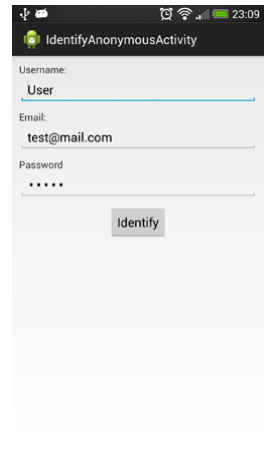 23:09
IdentifyAnonymousActivity
Username:
User
Email:
test@mail.com
Password
•••••
Identify